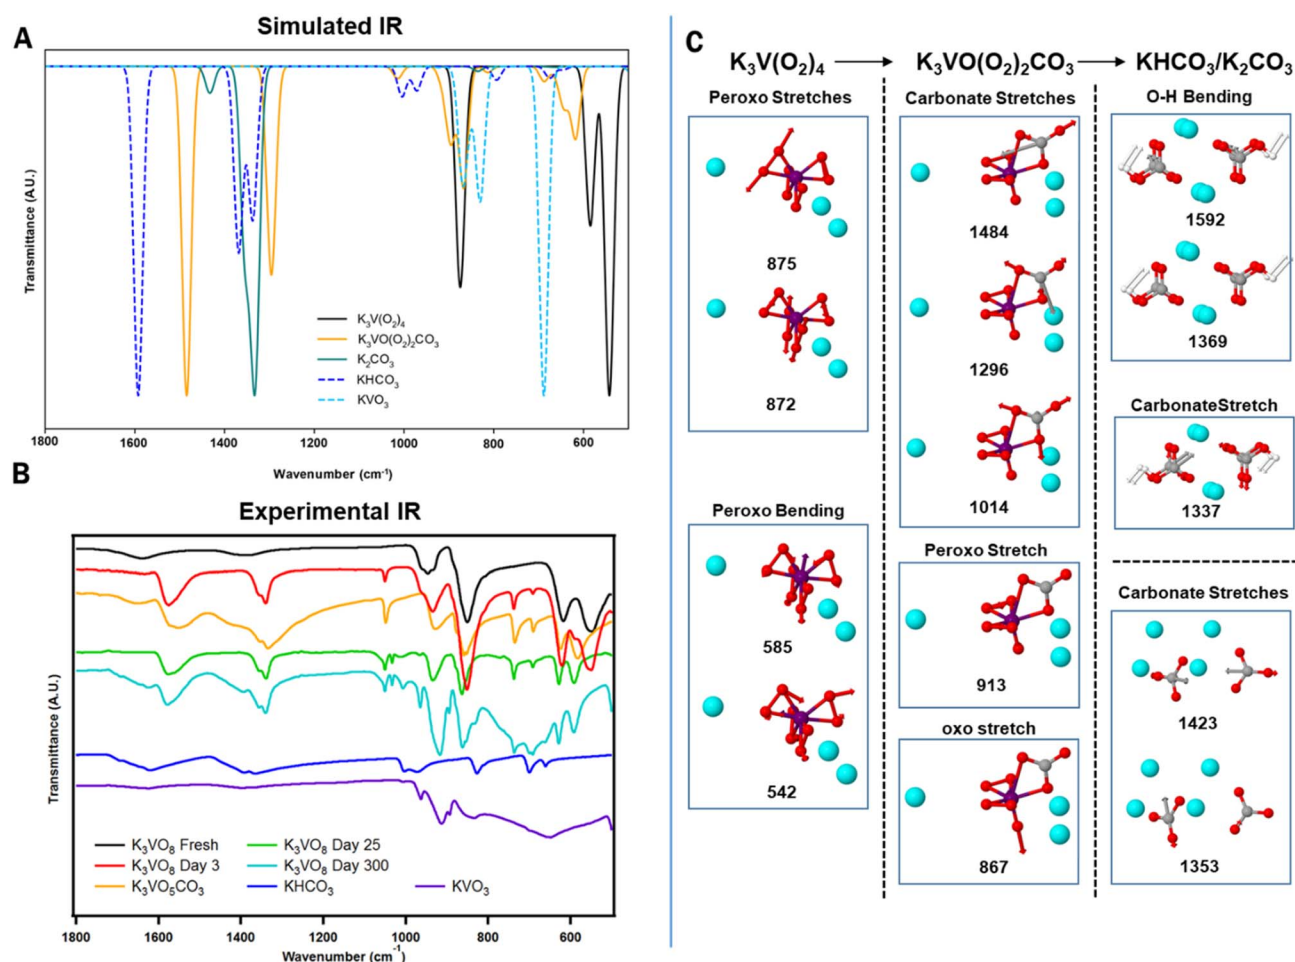 A
Simulated IR
Transmittance (A.U.)
K₃V(O₂)₄
K₃VO(O₂)₂CO₃
K₂CO₃
KHCO₃
KVO₃
1800 1600 1400 1200 1000 800 600
Wavenumber (cm⁻¹)
B
Experimental IR
Transmittance (A.U.)
K₃VO₈ Fresh
K₃VO₈ Day 3
K₃VO₅CO₃
K₃VO₈ Day 25
K₃VO₈ Day 300
KHCO₃
KVO₃
1800 1600 1400 1200 1000 800 600
Wavenumber (cm⁻¹)
C
K₃V(O₂)₄ → K₃VO(O₂)₂CO₃ → KHCO₃/K₂CO₃
Peroxo Stretches
875
872
Peroxo Bending
585
542
Carbonate Stretches
1484
1296
1014
Peroxo Stretch
913
oxo stretch
867
O-H Bending
1592
1369
CarbonateStretch
1337
Carbonate Stretches
1423
1353